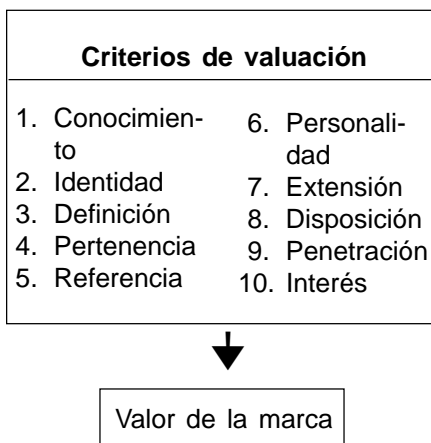 Criterios de valuación
1. Conocimien-
to
2. Identidad
3. Definición
4. Pertenencia
5. Referencia
6. Personali-
dad
7. Extensión
8. Disposición
9. Penetración
10. Interés
Valor de la marca